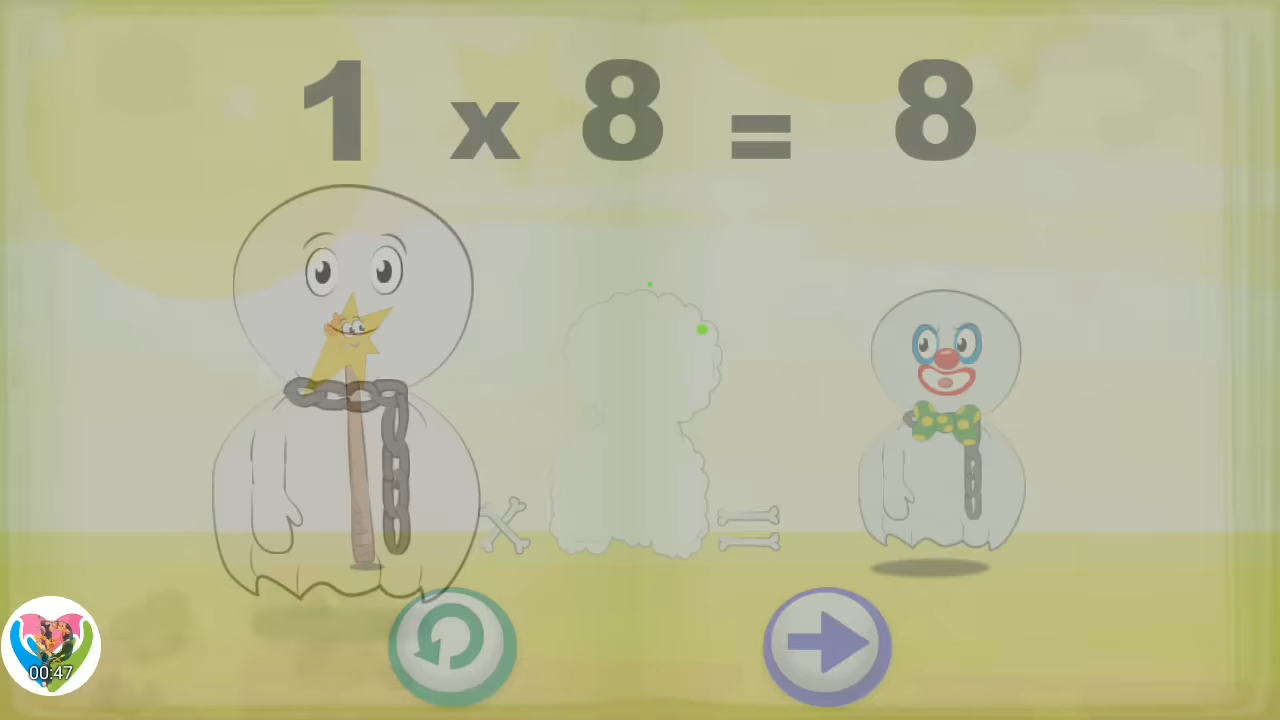 1 x 8 = 8
00:47